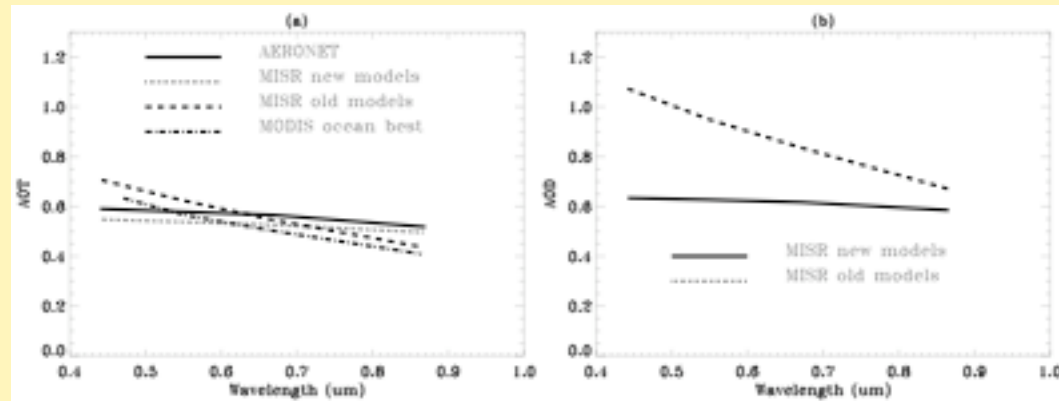 (a)
AERONET
MISR new models
MISR old models
MODIS ocean best
AOT
1.2
1.0
0.8
0.6
0.4
0.2
0.0
0.4 0.5 0.6 0.7 0.8 0.9 1.0
Wavelength (um)
(b)
AOD
1.2
1.0
0.8
0.6
0.4
0.2
0.0
MISR new models
MISR old models
0.4 0.5 0.6 0.7 0.8 0.9 1.0
Wavelength (um)